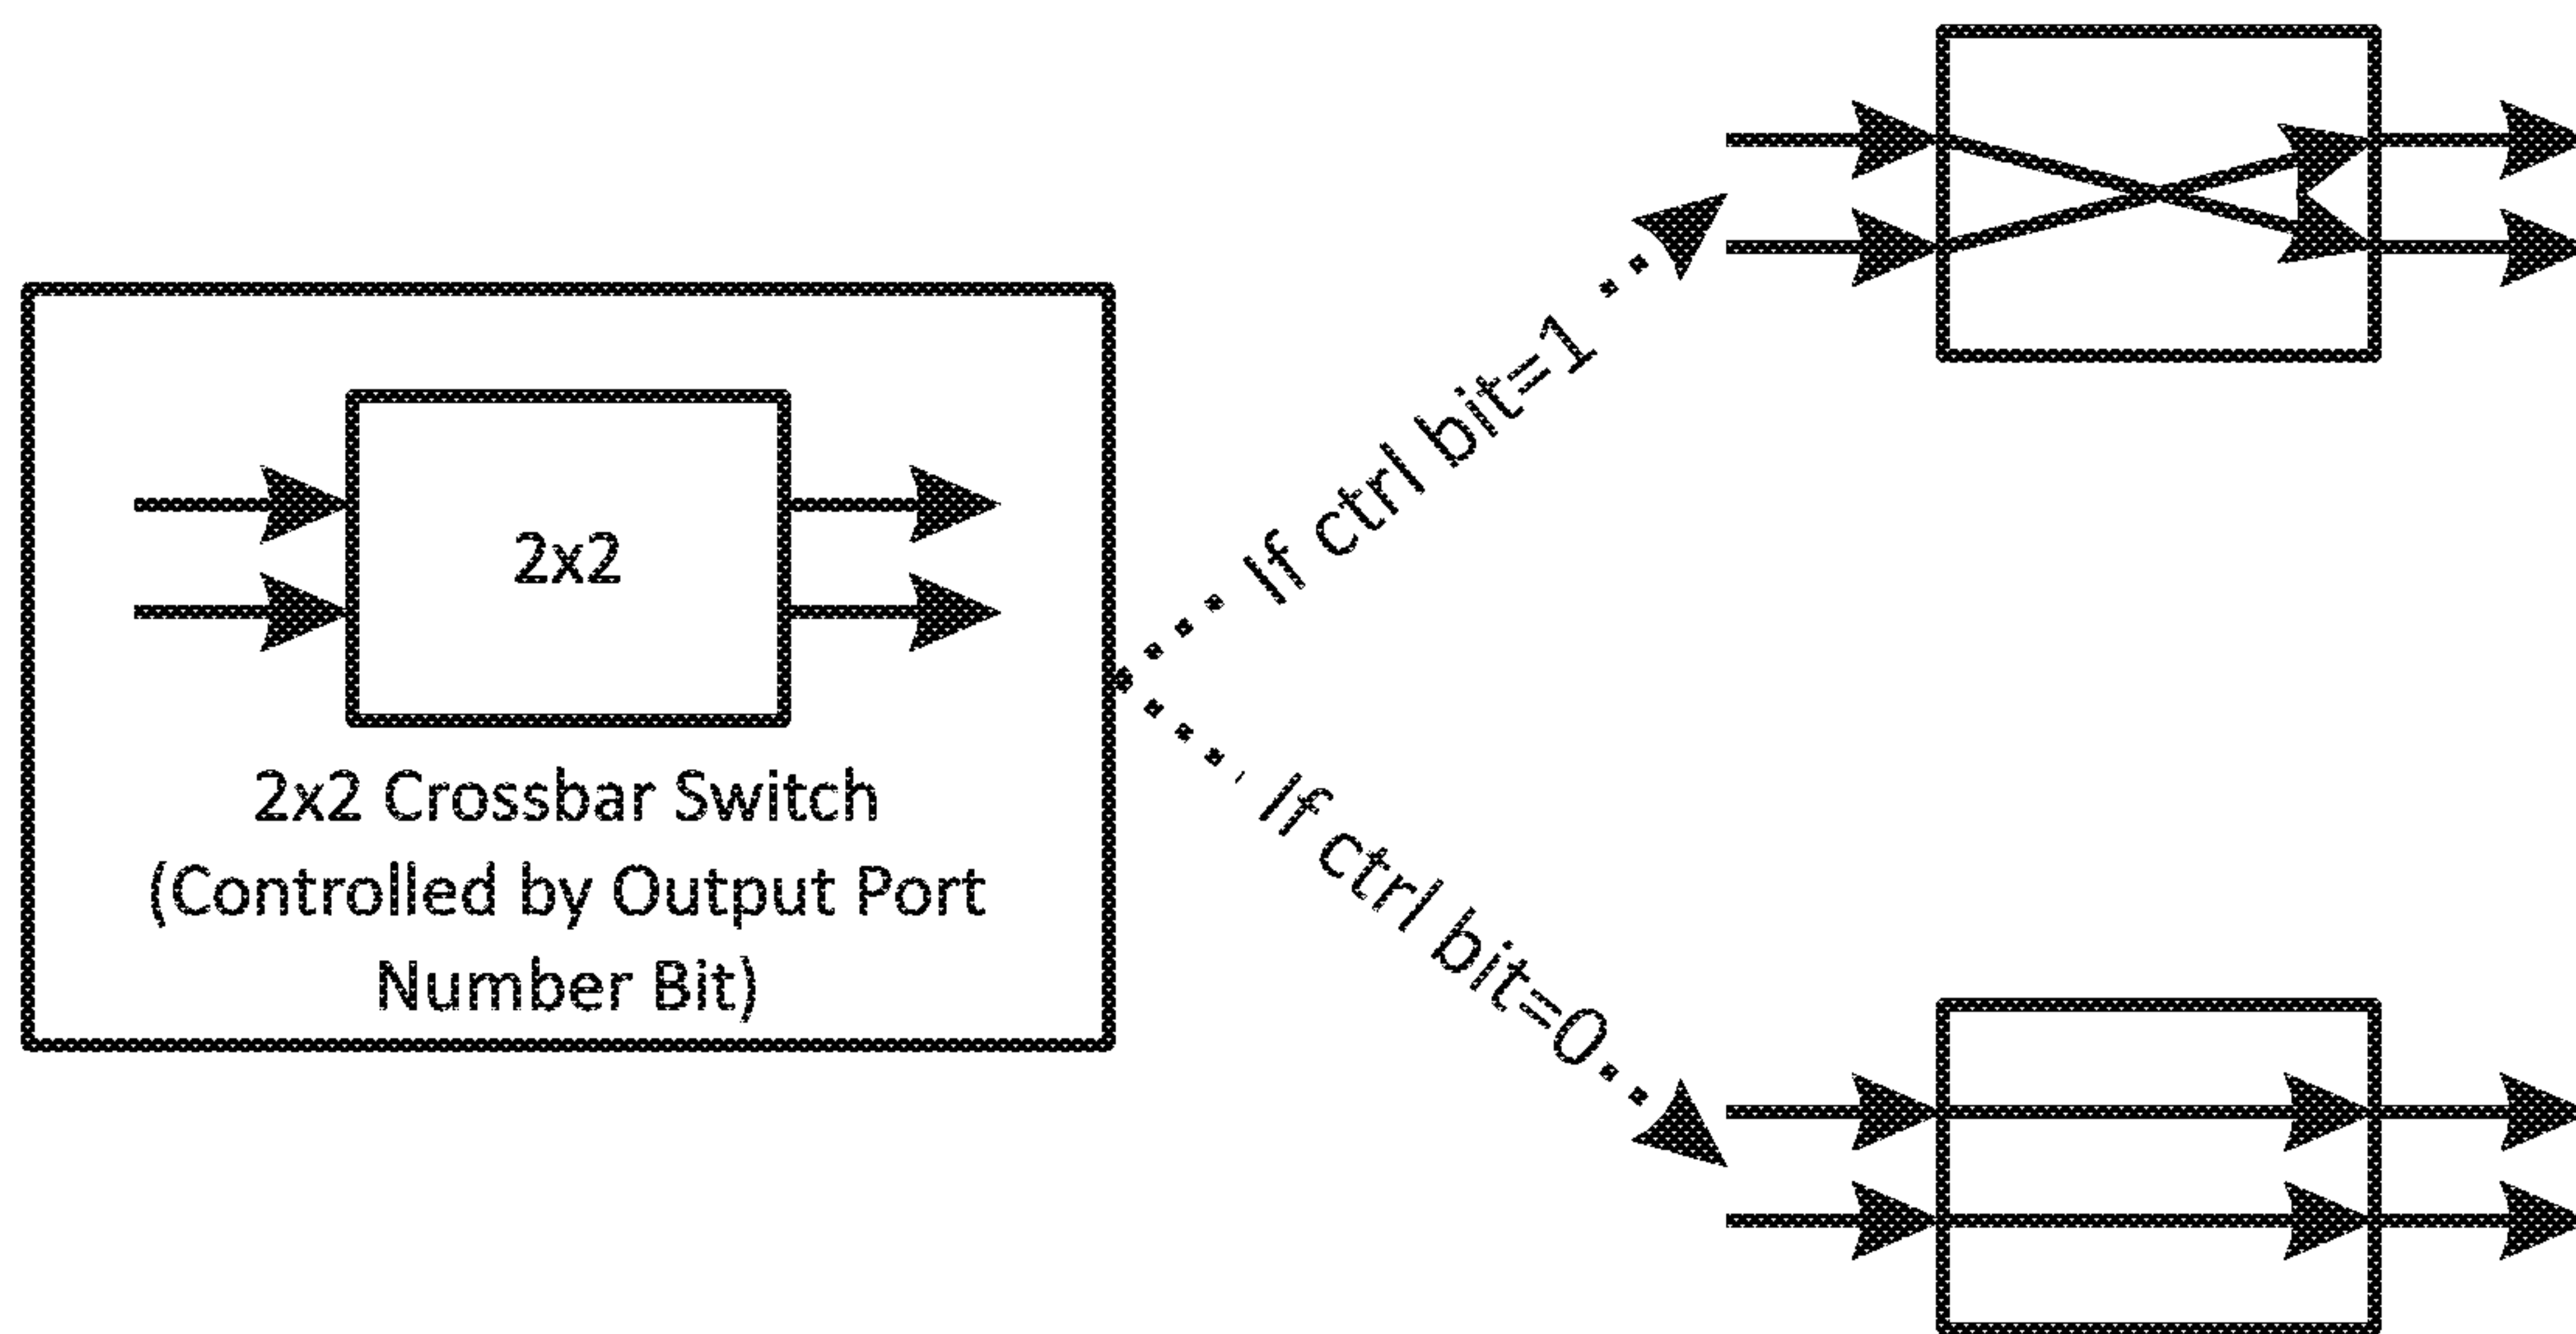 2x2
2x2 Crossbar Switch
(Controlled by Output Port
Number Bit)
If ctrl bit=1
If ctrl bit=0